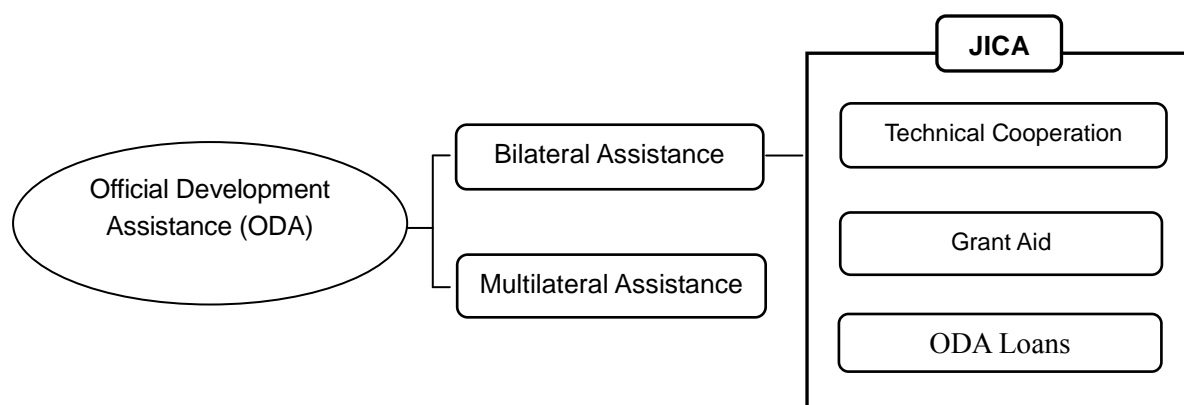 JICA
Official Development
Assistance (ODA)
Bilateral Assistance
Multilateral Assistance
Technical Cooperation
Grant Aid
ODA Loans